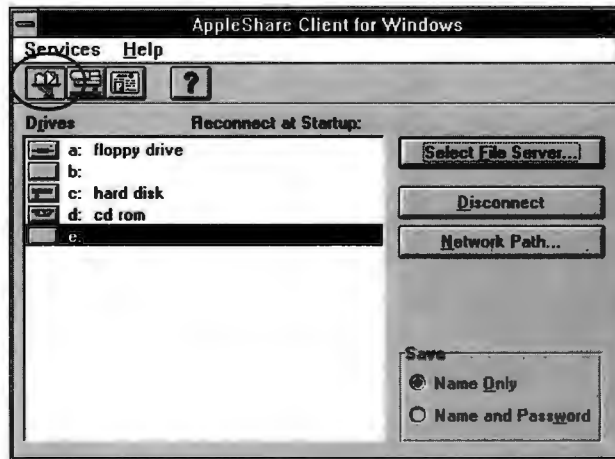 AppleShare Client for Windows
Services Help
?
Drives Reconnect at Startup:
a: floppy drive
b:
c: hard disk
d: cd rom
e:
Select File Server...
Disconnect
Network Path...
Save
Name Only
Name and Password